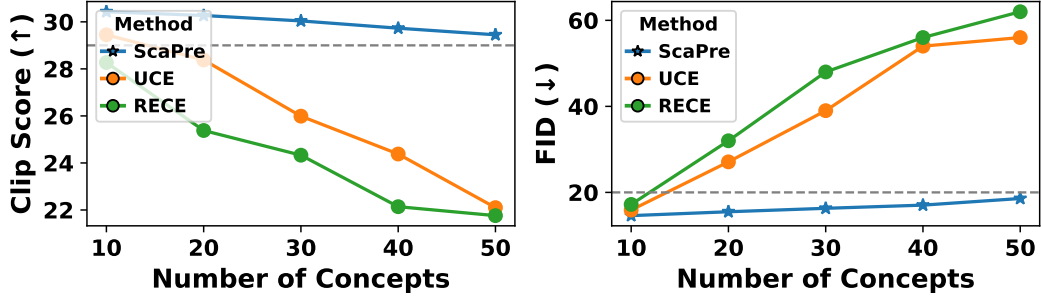 Clip Score (↑)
30
28
26
24
22
Method
ScaPre
UCE
RECE
10 20 30 40 50
Number of Concepts
FID (↓)
60
40
20
Method
ScaPre
UCE
RECE
10 20 30 40 50
Number of Concepts